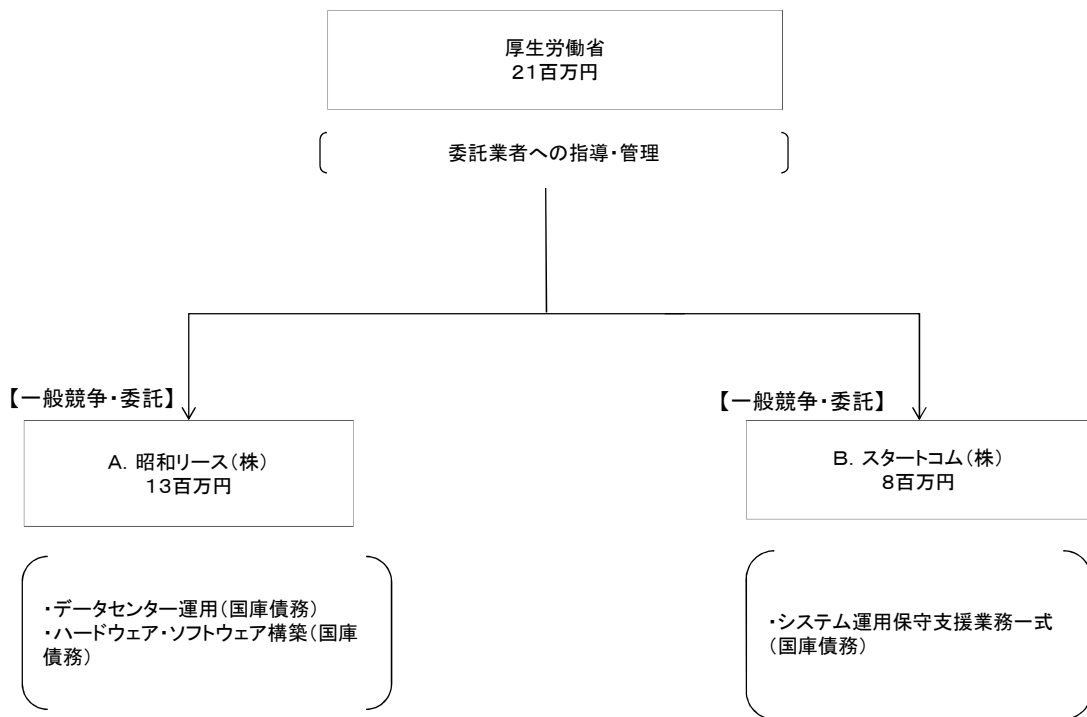 厚生労働省
21百万円
委託業者への指導・管理
【一般競争・委託】
【一般競争・委託】
A. 昭和リース(株)
13百万円
B. スタートコム(株)
8百万円
・データセンター運用(国庫債務)
・ハードウェア・ソフトウェア構築(国庫
債務)
・システム運用保守支援業務一式
(国庫債務)